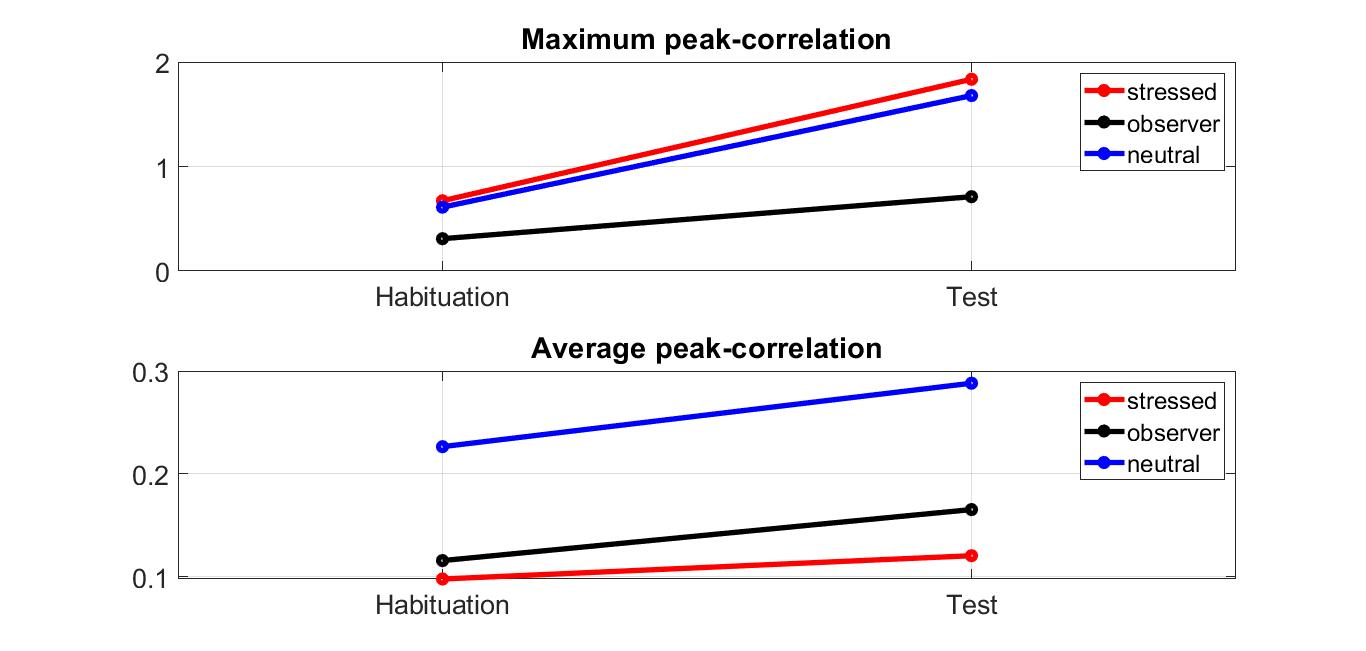 Maximum peak-correlation
2
1
0
stressed
observer
neutral
Habituation Test
Average peak-correlation
0.3
0.2
0.1
stressed
observer
neutral
Habituation Test